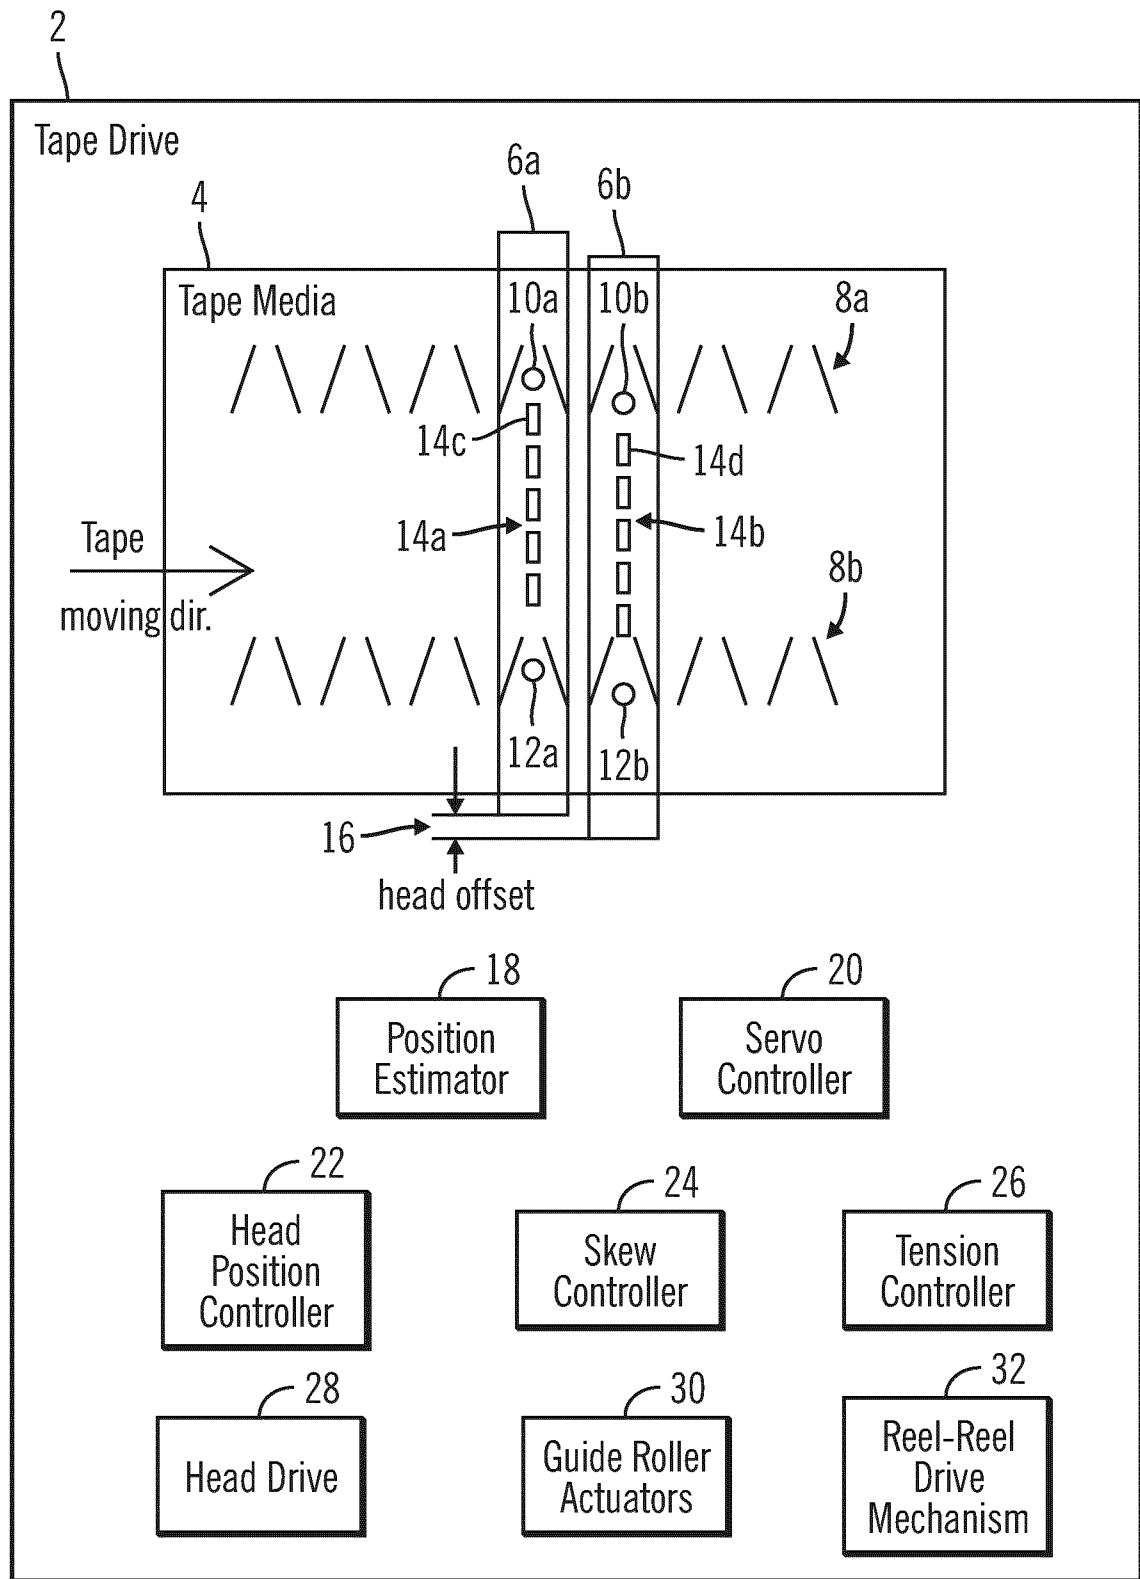 2
Tape Drive
6a
6b
4
Tape Media
10a
10b
8a
14c
14d
Tape
14a
14b
moving dir.
8b
12a
12b
16
head offset
18
20
Position
Estimator
Servo
Controller
22
24
26
Head
Position
Controller
Skew
Controller
Tension
Controller
28
30
32
Head Drive
Guide Roller
Actuators
Reel-Reel
Drive
Mechanism